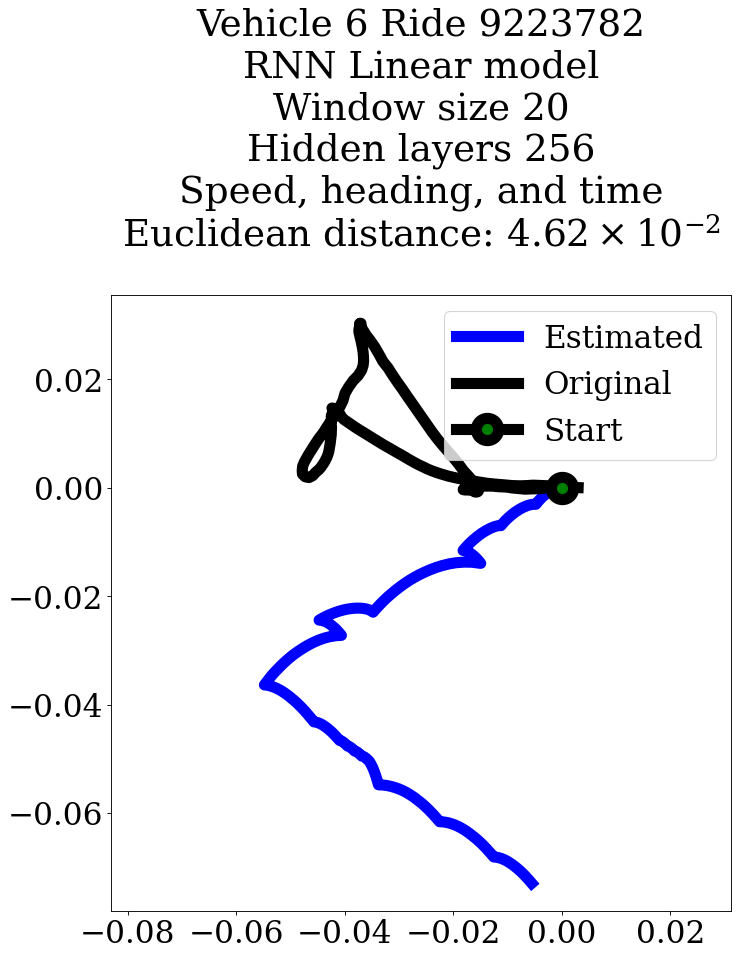 Vehicle 6 Ride 9223782
RNN Linear model
Window size 20
Hidden layers 256
Speed, heading, and time
Euclidean distance: 4.62 × 10⁻²
Estimated
Original
Start
0.02
0.00
−0.02
−0.04
−0.06
−0.08 −0.06 −0.04 −0.02 0.00 0.02